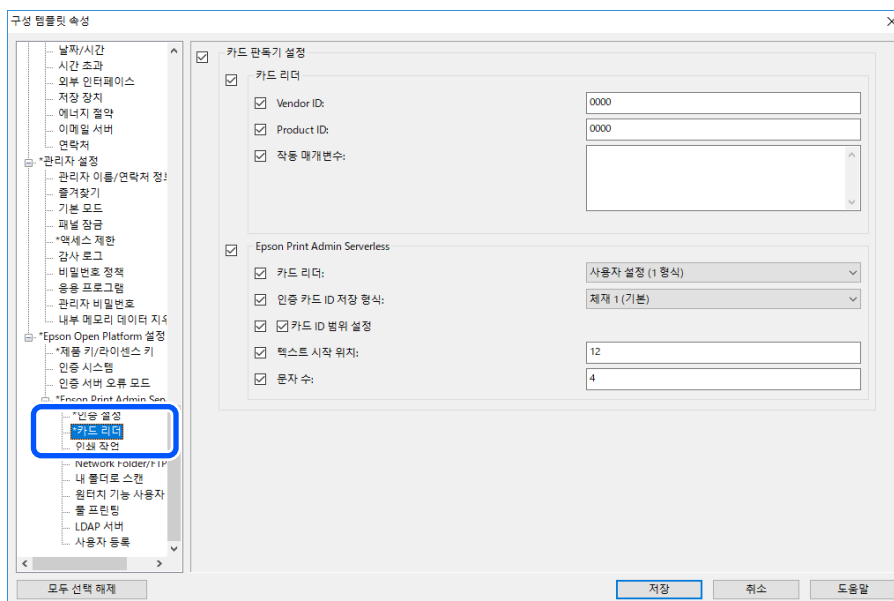 구성 템플릿 속성
날짜/시간
시간 초과
외부 인터페이스
저장 장치
에너지 절약
이메일 서버
연락처
*관리자 설정
관리자 이름/연락처 정보
즐겨찾기
기본 모드
패널 잠금
*액세스 제한
감사 로그
비밀번호 정책
응용 프로그램
관리자 비밀번호
내부 메모리 데이터 지우
*Epson Open Platform 설정
*제품 키/라이센스 키
인증 시스템
인증 서버 오류 모드
*Epson Print Admin Ser
*인증 설정
*카드 리더
인쇄 작업
Network Folder/FTP
내 폴더로 스캔
원터치 기능 사용자
풀 프린팅
LDAP 서버
사용자 등록
카드 판독기 설정
카드 리더
Vendor ID: 0000
Product ID: 0000
작동 매개변수:
Epson Print Admin Serverless
카드 리더: 사용자 설정 (1 형식)
인증 카드 ID 저장 형식: 체재 1 (기본)
카드 ID 범위 설정
텍스트 시작 위치: 12
문자 수: 4
모두 선택 해제 저장 취소 도움말